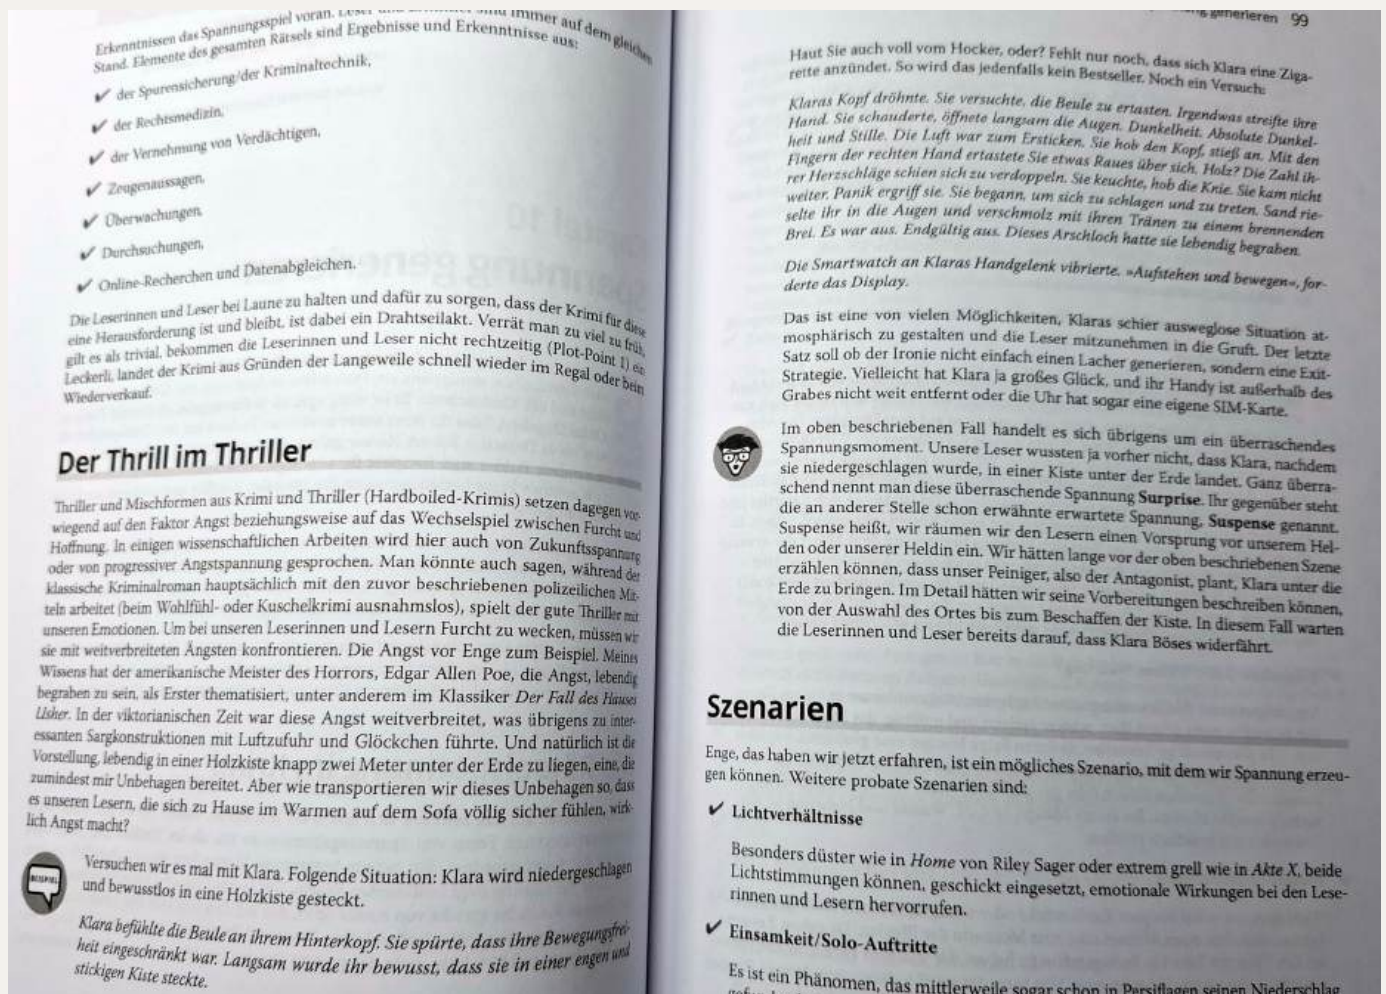 Erkenntnissen das Spannungsspiel voran. Leser und sind immer auf dem gleichen
Stand. Elemente des gesamten Rätsels sind Ergebnisse und Erkenntnisse aus:
✔ der Spurensicherung/der Kriminaltechnik,
✔ der Rechtsmedizin,
✔ der Vernehmung von Verdächtigen,
✔ Zeugenaussagen,
✔ Überwachungen,
✔ Durchsuchungen,
✔ Online-Recherchen und Datenabgleichen.
Die Leserinnen und Leser bei Laune zu halten und dafür zu sorgen, dass der Krimi für diese
eine Herausforderung ist und bleibt, ist dabei ein Drahtseilakt. Verrät man zu viel zu früh,
gilt es als trivial, bekommen die Leserinnen und Leser nicht rechtzeitig (Plot-Point 1) ein
Leckerli, landet der Krimi aus Gründen der Langeweile schnell wieder im Regal oder beim
Wiederverkauf.
Der Thrill im Thriller
Thriller und Mischformen aus Krimi und Thriller (Hardboiled-Krimis) setzen dagegen vor-
wiegend auf den Faktor Angst beziehungsweise auf das Wechselspiel zwischen Furcht und
Hoffnung. In einigen wissenschaftlichen Arbeiten wird hier auch von Zukunftsspannung
oder von progressiver Angstspannung gesprochen. Man könnte auch sagen, während der
klassische Kriminalroman hauptsächlich mit den zuvor beschriebenen polizeilichen Mit-
teln arbeitet (beim Wohlfühl- oder Kuschelkrimi ausnahmslos), spielt der gute Thriller mit
unseren Emotionen. Um bei unseren Leserinnen und Lesern Furcht zu wecken, müssen wir
sie mit weitverbreiteten Ängsten konfrontieren. Die Angst vor Enge zum Beispiel. Meines
Wissens hat der amerikanische Meister des Horrors, Edgar Allen Poe, die Angst, lebendig
begraben zu sein, als Erster thematisiert, unter anderem im Klassiker Der Fall des Hauses
Usher. In der viktorianischen Zeit war diese Angst weitverbreitet, was übrigens zu inter-
essanten Sargkonstruktionen mit Luftzufuhr und Glöckchen führte. Und natürlich ist die
Vorstellung, lebendig in einer Holzkiste knapp zwei Meter unter der Erde zu liegen, eine, die
zumindest mir Unbehagen bereitet. Aber wie transportieren wir dieses Unbehagen so, dass
es unseren Lesern, die sich zu Hause im Warmen auf dem Sofa völlig sicher fühlen, wirk-
lich Angst macht?
BEISPIEL
Versuchen wir es mal mit Klara. Folgende Situation: Klara wird niedergeschlagen
und bewusstlos in eine Holzkiste gesteckt.
Klara befühlte die Beule an ihrem Hinterkopf. Sie spürte, dass ihre Bewegungsfrei-
heit eingeschränkt war. Langsam wurde ihr bewusst, dass sie in einer engen und
stickigen Kiste steckte.
generieren 99
Haut Sie auch voll vom Hocker, oder? Fehlt nur noch, dass sich Klara eine Ziga-
rette anzündet. So wird das jedenfalls kein Bestseller. Noch ein Versuch:
Klaras Kopf dröhnte. Sie versuchte, die Beule zu ertasten. Irgendwas streifte ihre
Hand. Sie schauderte, öffnete langsam die Augen. Dunkelheit. Absolute Dunkel-
heit und Stille. Die Luft war zum Ersticken. Sie hob den Kopf, stieß an. Mit den
Fingern der rechten Hand ertastete Sie etwas Raues über sich. Holz? Die Zahl ih-
rer Herzschläge schien sich zu verdoppeln. Sie keuchte, hob die Knie. Sie kam nicht
weiter. Panik ergriff sie. Sie begann, um sich zu schlagen und zu treten. Sand rie-
selte ihr in die Augen und verschmolz mit ihren Tränen zu einem brennenden
Brei. Es war aus. Endgültig aus. Dieses Arschloch hatte sie lebendig begraben.
Die Smartwatch an Klaras Handgelenk vibrierte. »Aufstehen und bewegen«, for-
derte das Display.
Das ist eine von vielen Möglichkeiten, Klaras schier ausweglose Situation at-
mosphärisch zu gestalten und die Leser mitzunehmen in die Gruft. Der letzte
Satz soll ob der Ironie nicht einfach einen Lacher generieren, sondern eine Exit-
Strategie. Vielleicht hat Klara ja großes Glück, und ihr Handy ist außerhalb des
Grabes nicht weit entfernt oder die Uhr hat sogar eine eigene SIM-Karte.
Im oben beschriebenen Fall handelt es sich übrigens um ein überraschendes
Spannungsmoment. Unsere Leser wussten ja vorher nicht, dass Klara, nachdem
sie niedergeschlagen wurde, in einer Kiste unter der Erde landet. Ganz überra-
schend nennt man diese überraschende Spannung Surprise. Ihr gegenüber steht
die an anderer Stelle schon erwähnte erwartete Spannung, Suspense genannt.
Suspense heißt, wir räumen wir den Lesern einen Vorsprung vor unserem Hel-
den oder unserer Heldin ein. Wir hätten lange vor der oben beschriebenen Szene
erzählen können, dass unser Peiniger, also der Antagonist, plant, Klara unter die
Erde zu bringen. Im Detail hätten wir seine Vorbereitungen beschreiben können,
von der Auswahl des Ortes bis zum Beschaffen der Kiste. In diesem Fall warten
die Leserinnen und Leser bereits darauf, dass Klara Böses widerfährt.
Szenarien
Enge, das haben wir jetzt erfahren, ist ein mögliches Szenario, mit dem wir Spannung erzeu-
gen können. Weitere probate Szenarien sind:
✔ Lichtverhältnisse
Besonders düster wie in Home von Riley Sager oder extrem grell wie in Akte X, beide
Lichtstimmungen können, geschickt eingesetzt, emotionale Wirkungen bei den Lese-
rinnen und Lesern hervorrufen.
✔ Einsamkeit/Solo-Auftritte
Es ist ein Phänomen, das mittlerweile sogar schon in Persiflagen seinen Niederschlag